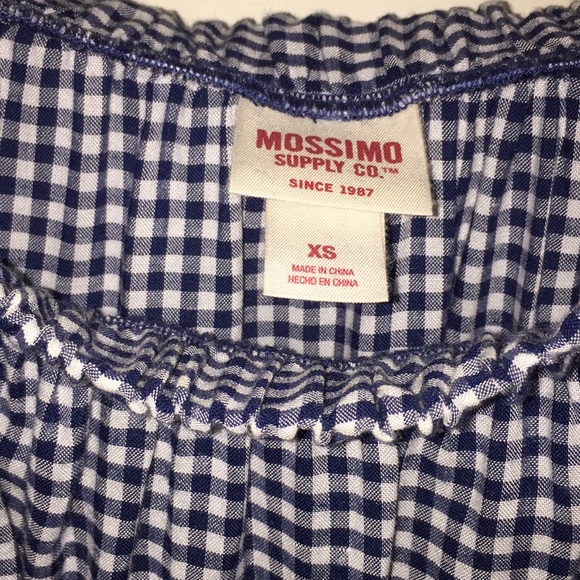 MOSSIMO
SUPPLY CO.™
SINCE 1987
XS
MADE IN CHINA
HECHO EN CHINA